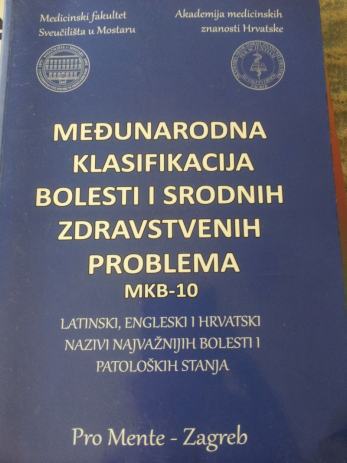 Medicinski fakultet
Sveučilišta u Mostaru
Akademija medicinskih
znanosti Hrvatske
MEĐUNARODNA
KLASIFIKACIJA
BOLESTI I SRODNIH
ZDRAVSTVENIH
PROBLEMA
MKB-10
LATINSKI, ENGLESKI I HRVATSKI
NAZIVI NAJVAŽNIJIH BOLESTI I
PATOLOŠKIH STANJA
Pro Mente - Zagreb